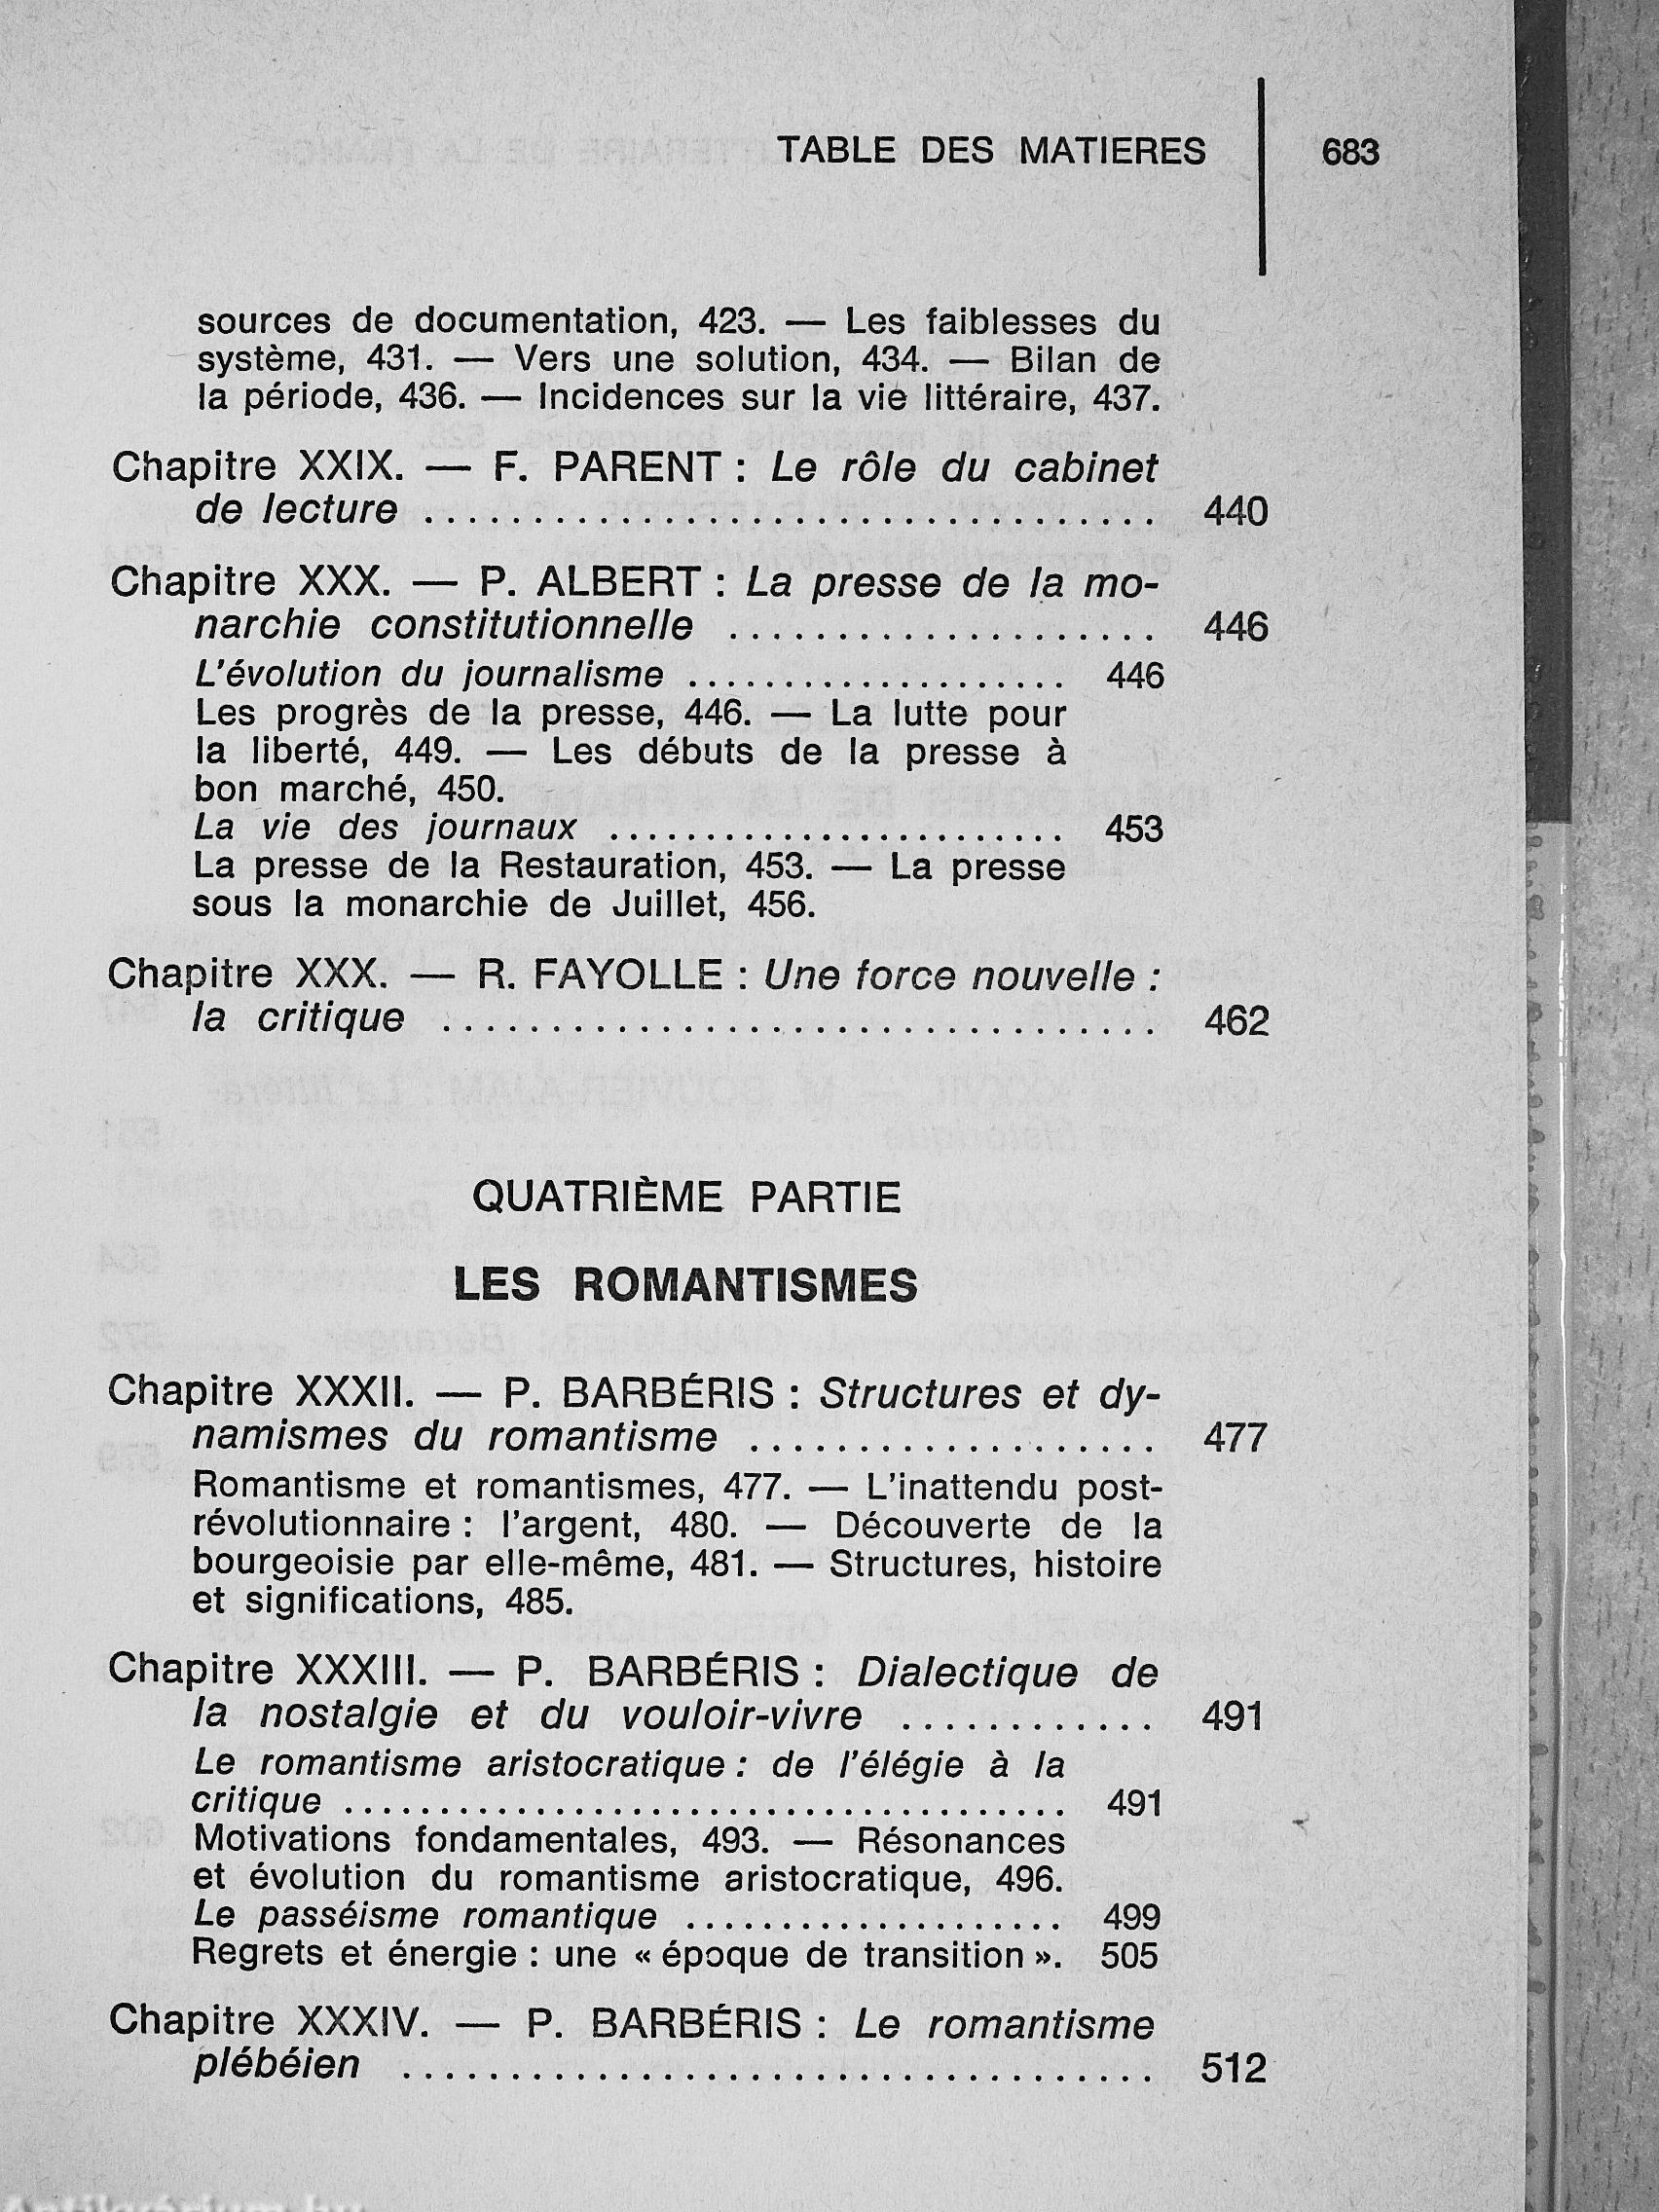 TABLE DES MATIERES 683
sources de documentation, 423. — Les faiblesses du
système, 431. — Vers une solution, 434. — Bilan de
la période, 436. — Incidences sur la vie littéraire, 437.
Chapitre XXIX. — F. PARENT : Le rôle du cabinet
de lecture .................................. 440
Chapitre XXX. — P. ALBERT : La presse de la mo-
narchie constitutionnelle .................... 446
L'évolution du journalisme .................... 446
Les progrès de la presse, 446. — La lutte pour
la liberté, 449. — Les débuts de la presse à
bon marché, 450.
La vie des journaux ........................ 453
La presse de la Restauration, 453. — La presse
sous la monarchie de Juillet, 456.
Chapitre XXX. — R. FAYOLLE : Une force nouvelle :
la critique ................................. 462
QUATRIÈME PARTIE
LES ROMANTISMES
Chapitre XXXII. — P. BARBÉRIS : Structures et dy-
namismes du romantisme ................... 477
Romantisme et romantismes, 477. — L'inattendu post-
révolutionnaire : l'argent, 480. — Découverte de la
bourgeoisie par elle-même, 481. — Structures, histoire
et significations, 485.
Chapitre XXXIII. — P. BARBÉRIS : Dialectique de
la nostalgie et du vouloir-vivre ............ 491
Le romantisme aristocratique : de l'élégie à la
critique ...................................... 491
Motivations fondamentales, 493. — Résonances
et évolution du romantisme aristocratique, 496.
Le passéisme romantique .................... 499
Regrets et énergie : une « époque de transition ». 505
Chapitre XXXIV. — P. BARBÉRIS : Le romantisme
plébéien ................................... 512